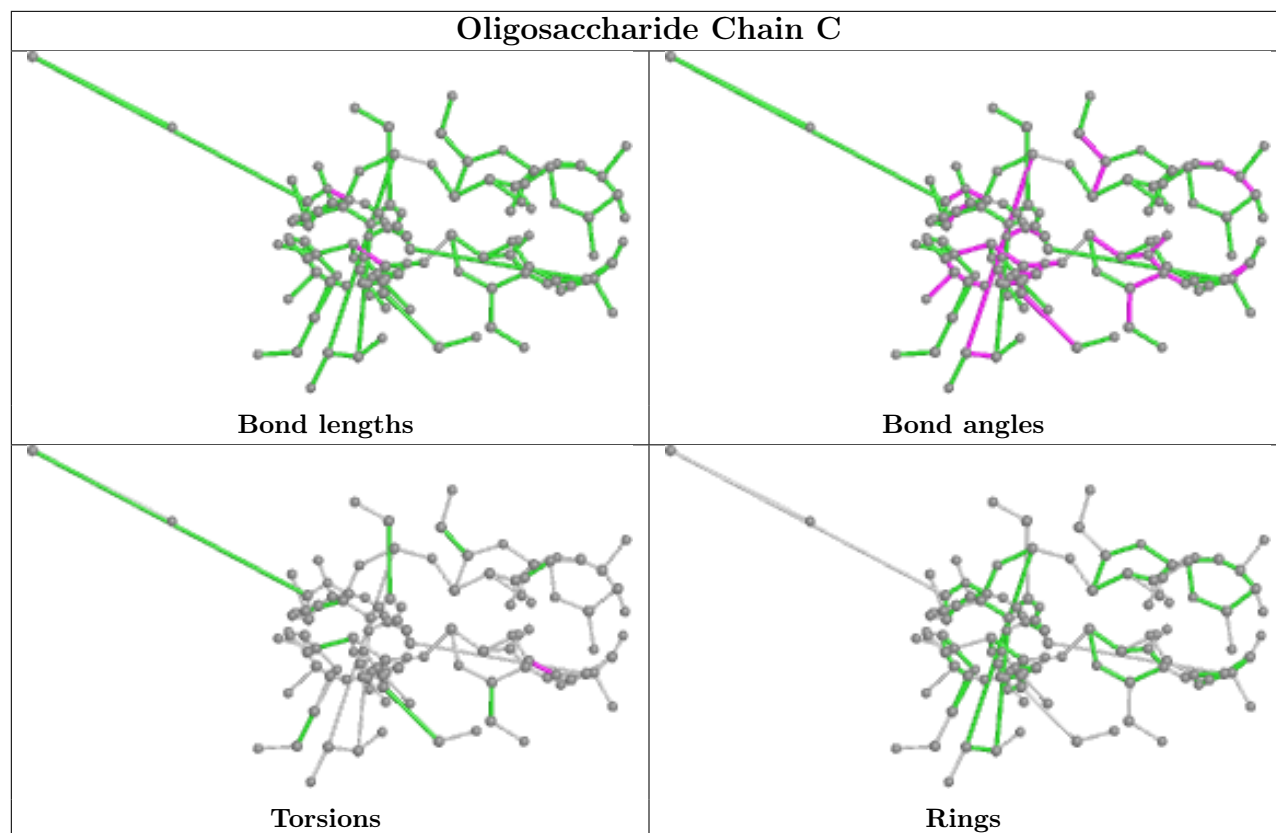 Oligosaccharide Chain C
Bond lengths
Bond angles
Torsions
Rings